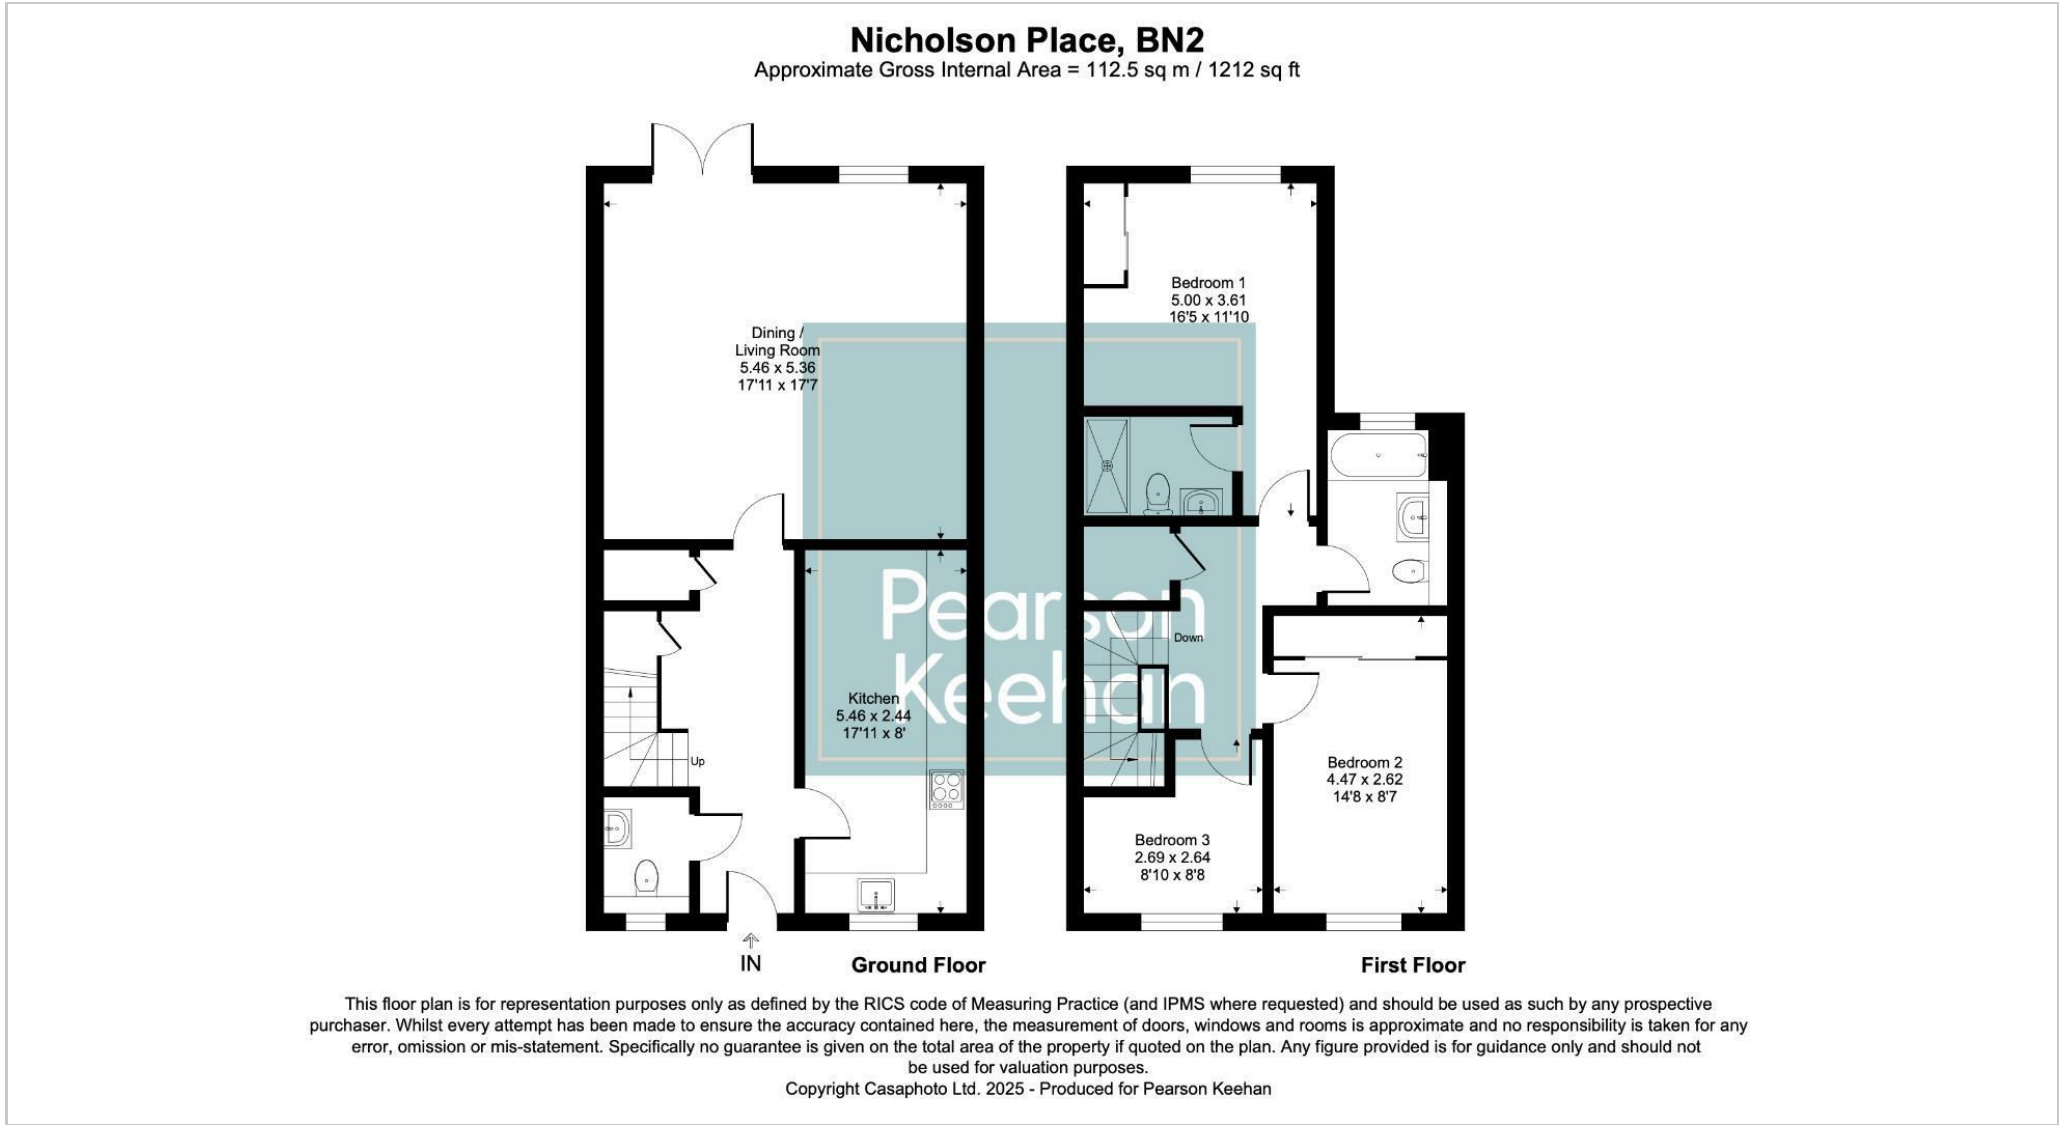 Nicholson Place, BN2
Approximate Gross Internal Area = 112.5 sq m / 1212 sq ft
Dining /
Living Room
5.46 x 5.36
17'11 x 17'7
Kitchen
5.46 x 2.44
17'11 x 8'
Up
IN
Ground Floor
Bedroom 1
5.00 x 3.61
16'5 x 11'10
Down
Bedroom 2
4.47 x 2.62
14'8 x 8'7
Bedroom 3
2.69 x 2.64
8'10 x 8'8
First Floor
Pearson
Keehan
This floor plan is for representation purposes only as defined by the RICS code of Measuring Practice (and IPMS where requested) and should be used as such by any prospective
purchaser. Whilst every attempt has been made to ensure the accuracy contained here, the measurement of doors, windows and rooms is approximate and no responsibility is taken for any
error, omission or mis-statement. Specifically no guarantee is given on the total area of the property if quoted on the plan. Any figure provided is for guidance only and should not
be used for valuation purposes.
Copyright Casaphoto Ltd. 2025 - Produced for Pearson Keehan